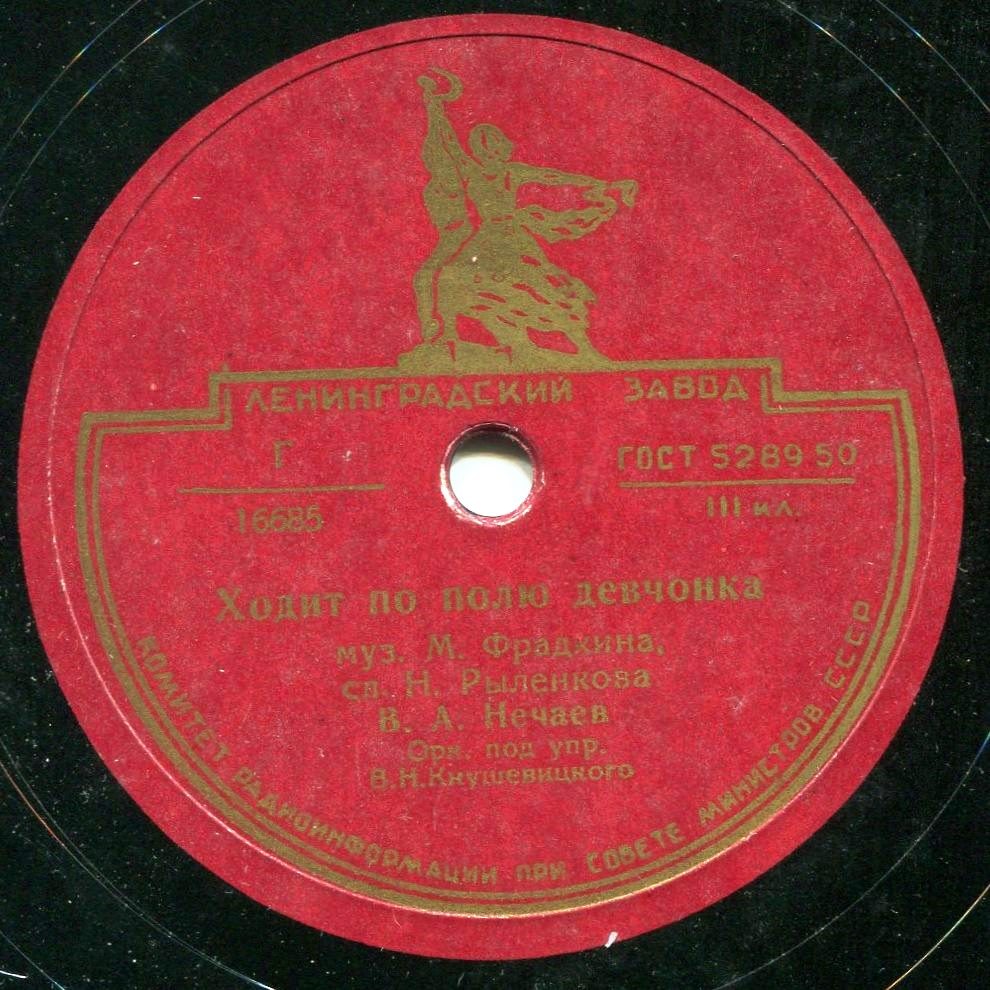 ЛЕНИНГРАДСКИЙ ЗАВОД
Г
16685
ГОСТ 5289 50
III кл.
Ходит по полю девчонка
муз. М. Фрадкина,
сл. Н. Рыленкова
В. А. Нечаев
Орк. под упр.
В.Н.Кнушевицкого
КОМИТЕТ РАДИОИНФОРМАЦИИ ПРИ СОВЕТЕ МИНИСТРОВ СССР